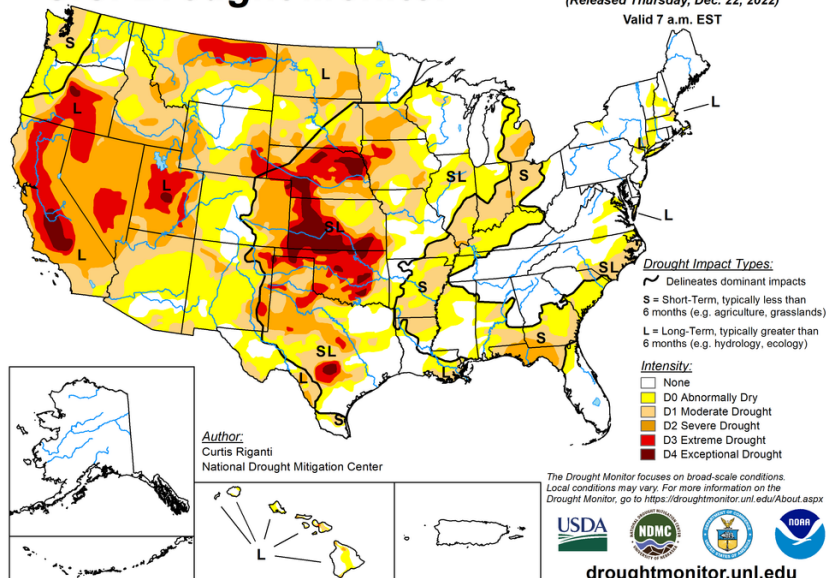 (Released Thursday, Dec. 22, 2022)
Valid 7 a.m. EST
S
L
L
L
S
L
SL
L
L
SL
L
SL
S
S
SL
L
L
S
S
L
Drought Impact Types:
Delineates dominant impacts
S = Short-Term, typically less than
6 months (e.g. agriculture, grasslands)
L = Long-Term, typically greater than
6 months (e.g. hydrology, ecology)
Intensity:
None
D0 Abnormally Dry
D1 Moderate Drought
D2 Severe Drought
D3 Extreme Drought
D4 Exceptional Drought
Author:
Curtis Riganti
National Drought Mitigation Center
The Drought Monitor focuses on broad-scale conditions.
Local conditions may vary. For more information on the
Drought Monitor, go to https://droughtmonitor.unl.edu/About.aspx
USDA
NDMC
NOAA
droughtmonitor.unl.edu